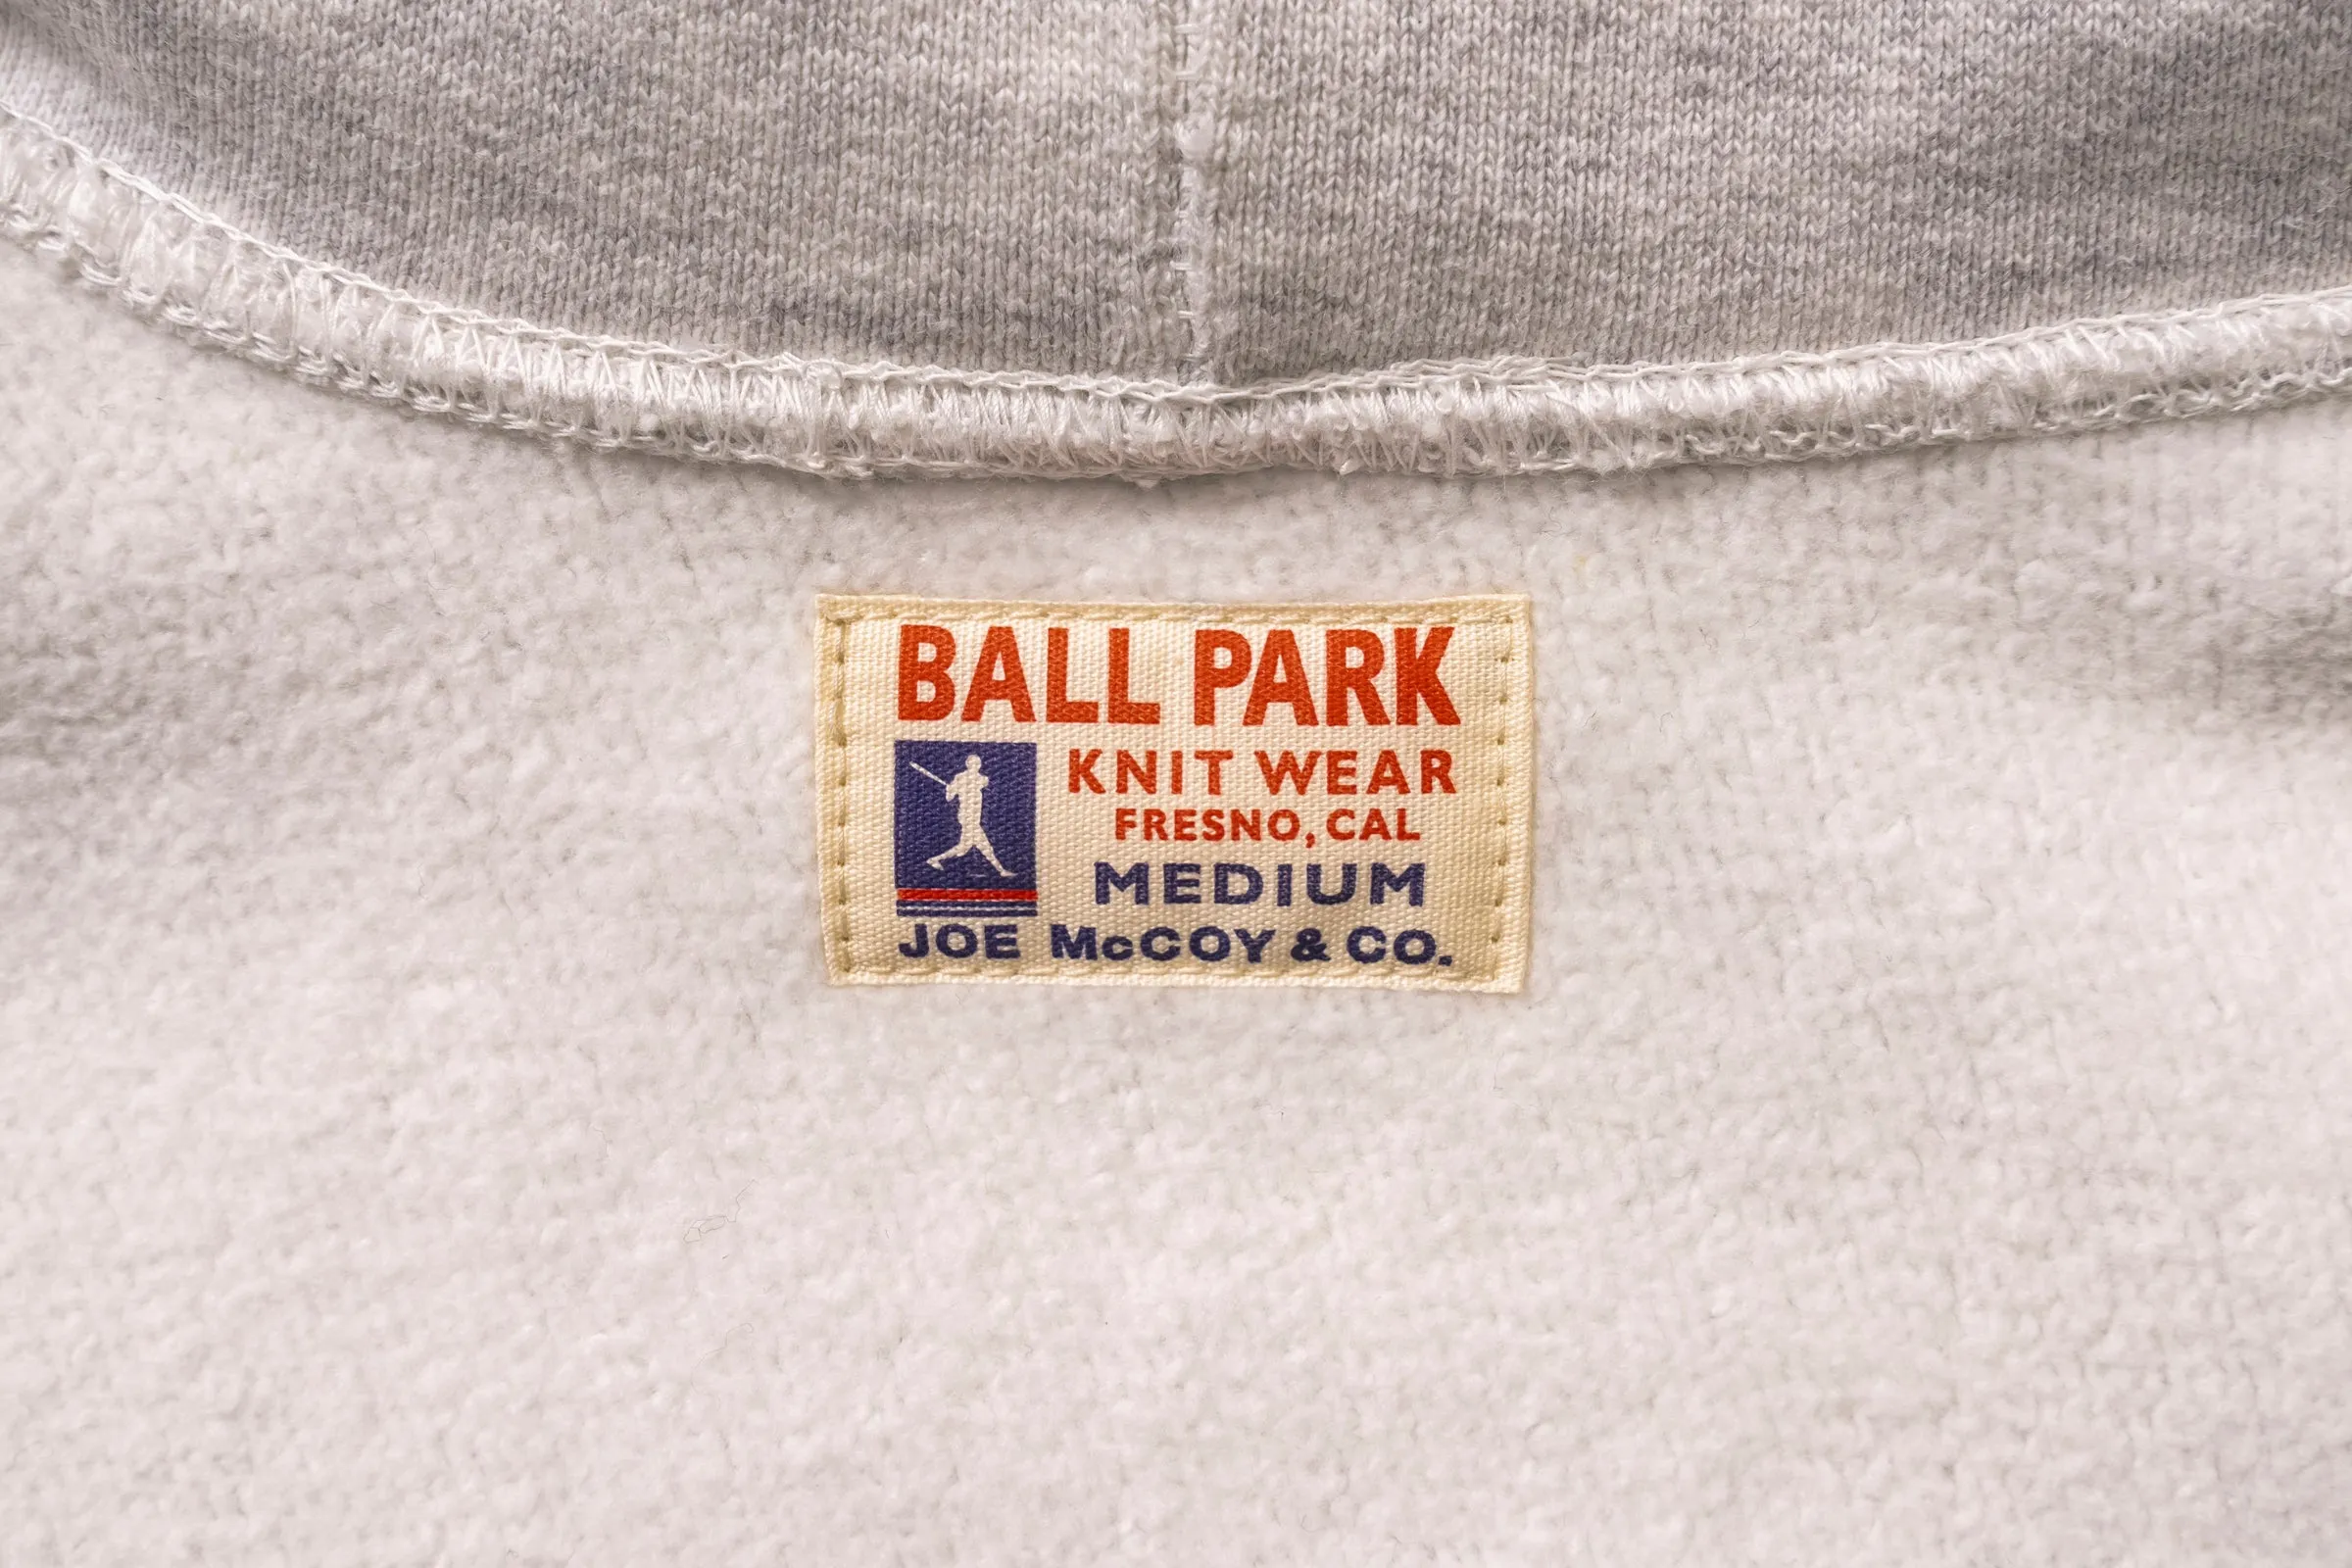 BALL PARK
KNIT WEAR
FRESNO, CAL
MEDIUM
JOE McCOY & CO.